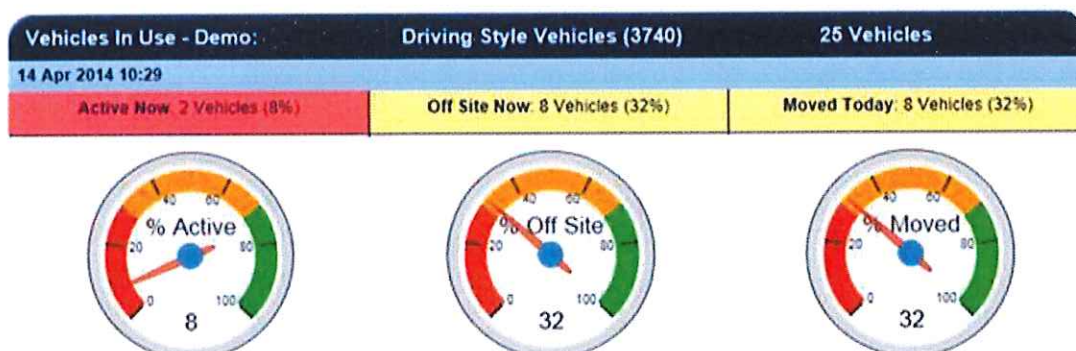 Vehicles In Use - Demo: Driving Style Vehicles (3740) 25 Vehicles
14 Apr 2014 10:29
Active Now: 2 Vehicles (8%) Off Site Now: 8 Vehicles (32%) Moved Today: 8 Vehicles (32%)
40 60 40 60 40 60
% Active % Off Site % Moved
20 80 20 80 20 80
0 100 0 100 0 100
8 32 32